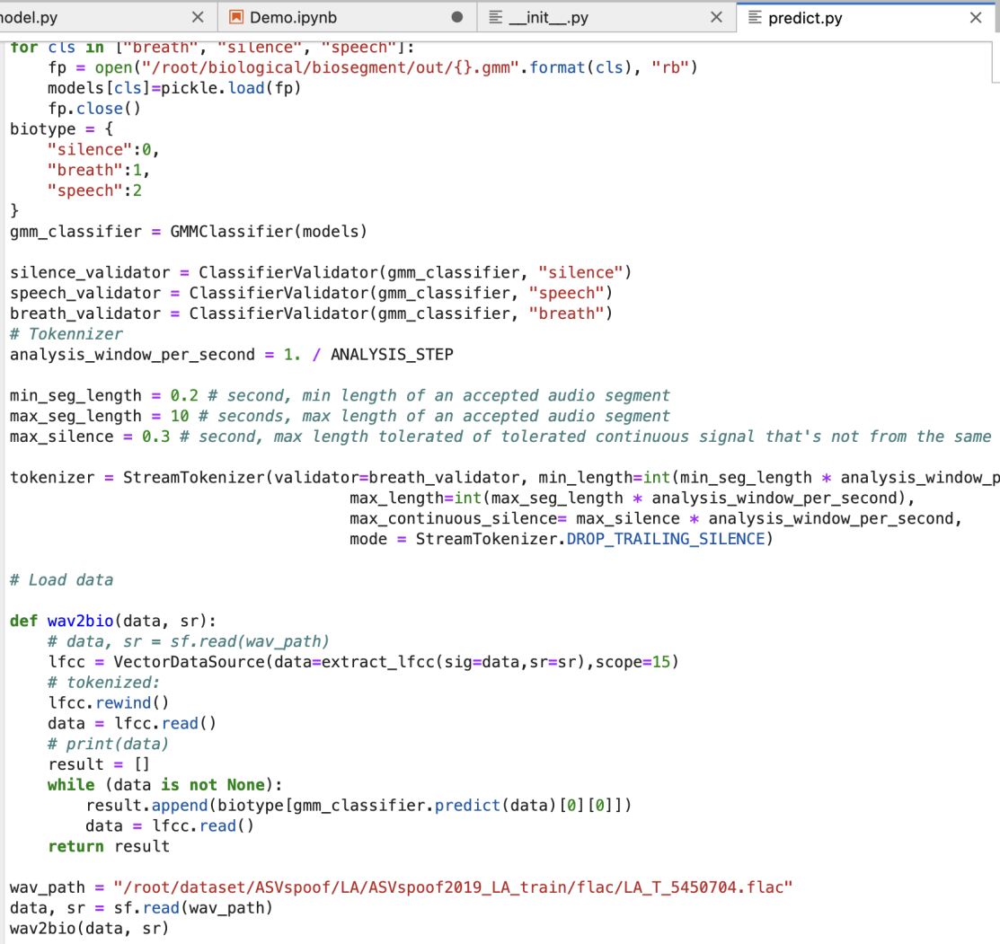 odel.py
Demo.ipynb
__init__.py
predict.py
for cls in ["breath", "silence", "speech"]:
    fp = open("/root/biological/biosegment/out/{}.gmm".format(cls), "rb")
    models[cls]=pickle.load(fp)
    fp.close()
biotype = {
    "silence":0,
    "breath":1,
    "speech":2
}
gmm_classifier = GMMClassifier(models)
silence_validator = ClassifierValidator(gmm_classifier, "silence")
speech_validator = ClassifierValidator(gmm_classifier, "speech")
breath_validator = ClassifierValidator(gmm_classifier, "breath")
# Tokennizer
analysis_window_per_second = 1. / ANALYSIS_STEP
min_seg_length = 0.2 # second, min length of an accepted audio segment
max_seg_length = 10 # seconds, max length of an accepted audio segment
max_silence = 0.3 # second, max length tolerated of tolerated continuous signal that's not from the same
tokenizer = StreamTokenizer(validator=breath_validator, min_length=int(min_seg_length * analysis_window_p
                                    max_length=int(max_seg_length * analysis_window_per_second),
                                    max_continuous_silence= max_silence * analysis_window_per_second,
                                    mode = StreamTokenizer.DROP_TRAILING_SILENCE)
# Load data
def wav2bio(data, sr):
    # data, sr = sf.read(wav_path)
    lfcc = VectorDataSource(data=extract_lfcc(sig=data,sr=sr),scope=15)
    # tokenized:
    lfcc.rewind()
    data = lfcc.read()
    # print(data)
    result = []
    while (data is not None):
        result.append(biotype[gmm_classifier.predict(data)[0][0]])
        data = lfcc.read()
    return result
wav_path = "/root/dataset/ASVspoof/LA/ASVspoof2019_LA_train/flac/LA_T_5450704.flac"
data, sr = sf.read(wav_path)
wav2bio(data, sr)